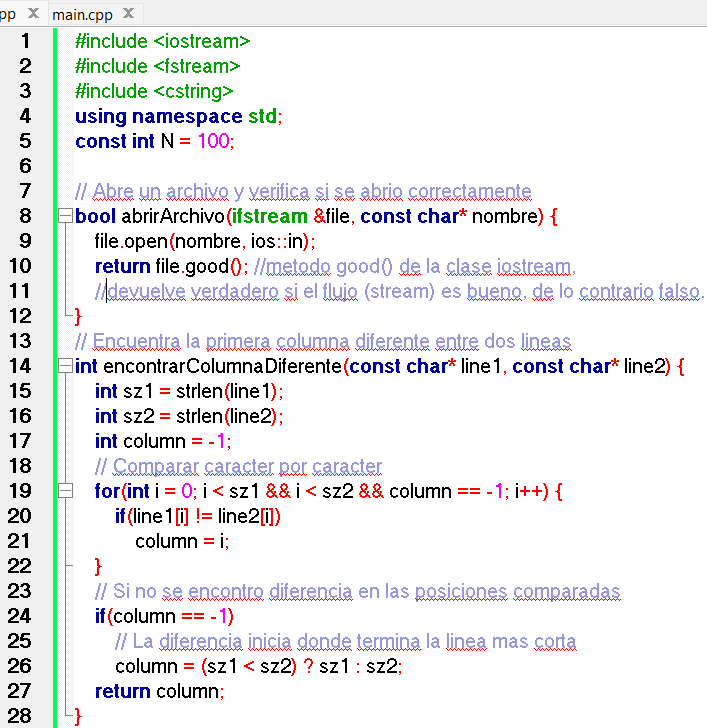 pp X main.cpp X
1 #include <iostream>
2 #include <fstream>
3 #include <cstring>
4 using namespace std;
5 const int N = 100;
6
7 // Abre un archivo y verifica si se abrio correctamente
8 bool abrirArchivo(ifstream &file, const char* nombre) {
9 file.open(nombre, ios::in);
10 return file.good(); //metodo good() de la clase iostream,
11 //devuelve verdadero si el flujo (stream) es bueno, de lo contrario falso.
12 }
13 // Encuentra la primera columna diferente entre dos lineas
14 int encontrarColumnaDiferente(const char* line1, const char* line2) {
15 int sz1 = strlen(line1);
16 int sz2 = strlen(line2);
17 int column = -1;
18 // Comparar caracter por caracter
19 for(int i = 0; i < sz1 && i < sz2 && column == -1; i++) {
20 if(line1[i] != line2[i])
21 column = i;
22 }
23 // Si no se encontro diferencia en las posiciones comparadas
24 if(column == -1)
25 // La diferencia inicia donde termina la linea mas corta
26 column = (sz1 < sz2) ? sz1 : sz2;
27 return column;
28 }